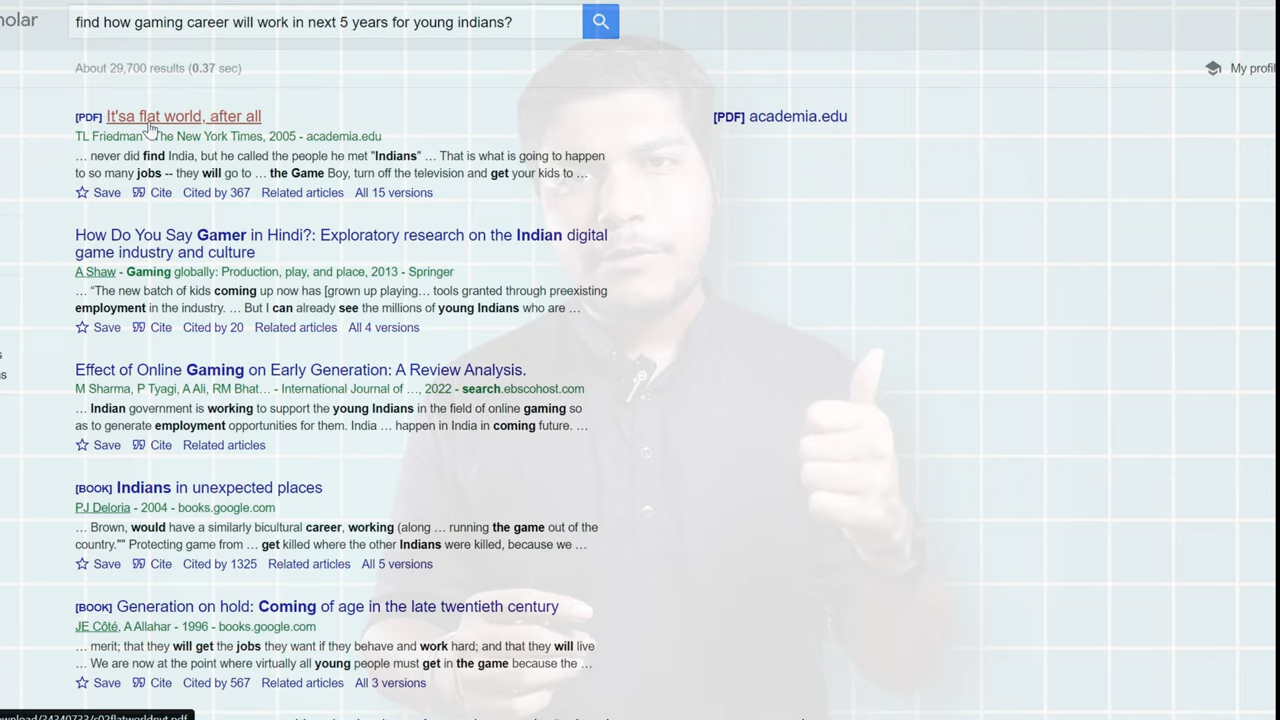 holar
find how gaming career will work in next 5 years for young indians?
About 29,700 results (0.37 sec)
My profil
[PDF] It'sa flat world, after all
[PDF] academia.edu
TL Friedman - The New York Times, 2005 - academia.edu
… never did find India, but he called the people he met "Indians" … That is what is going to happen
to so many jobs -- they will go to … the Game Boy, turn off the television and get your kids to …
Save Cite Cited by 367 Related articles All 15 versions
How Do You Say Gamer in Hindi?: Exploratory research on the Indian digital
game industry and culture
A Shaw - Gaming globally: Production, play, and place, 2013 - Springer
… “The new batch of kids coming up now has [grown up playing… tools granted through preexisting
employment in the industry. … But I can already see the millions of young Indians who are …
Save Cite Cited by 20 Related articles All 4 versions
Effect of Online Gaming on Early Generation: A Review Analysis.
M Sharma, P Tyagi, A Ali, RM Bhat… - International Journal of …, 2022 - search.ebscohost.com
… Indian government is working to support the young Indians in the field of online gaming so
as to generate employment opportunities for them. India … happen in India in coming future. …
Save Cite Related articles
[BOOK] Indians in unexpected places
PJ Deloria - 2004 - books.google.com
… Brown, would have a similarly bicultural career, working (along … running the game out of the
country."" Protecting game from … get killed where the other Indians were killed, because we …
Save Cite Cited by 1325 Related articles All 5 versions
[BOOK] Generation on hold: Coming of age in the late twentieth century
JE Côté, A Allahar - 1996 - books.google.com
… merit; that they will get the jobs they want if they behave and work hard; and that they will live
… We are now at the point where virtually all young people must get in the game because the …
Save Cite Cited by 567 Related articles All 3 versions